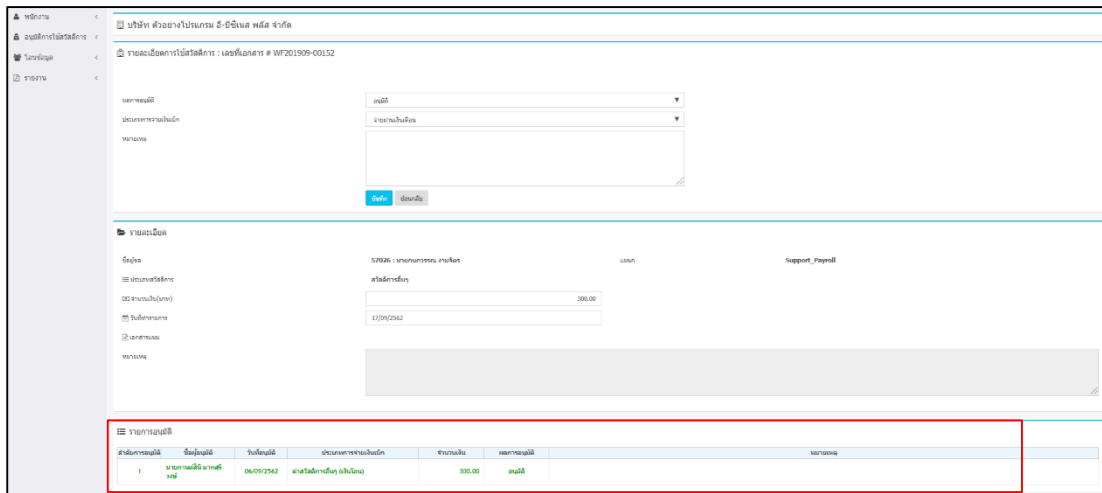 พนักงาน
อนุมัติการใช้สวัสดิการ
โอนข้อมูล
รายงาน
บริษัท ตัวอย่างโปรแกรม อี-บิซิเนส พลัส จำกัด
รายละเอียดการใช้สวัสดิการ : เลขที่เอกสาร # WF201909-00152
ผลการอนุมัติ อนุมัติ
ประเภทการจ่ายเงินเบิก จ่ายผ่านเงินเดือน
หมายเหตุ
บันทึก ย้อนกลับ
รายละเอียด
ชื่อผู้ขอ 57026 : แผนก Support_Payroll
ประเภทสวัสดิการ สวัสดิการอื่นๆ
จำนวนเงิน(บาท) 300.00
วันที่ทำรายการ 17/09/2562
เอกสารแนบ
หมายเหตุ
รายการอนุมัติ
ลำดับการอนุมัติ ชื่อผู้อนุมัติ วันที่อนุมัติ ประเภทการจ่ายเงินเบิก จำนวนเงิน ผลการอนุมัติ หมายเหตุ
1 06/09/2562 ค่าสวัสดิการอื่นๆ (เงินโอน) 300.00 อนุมัติ